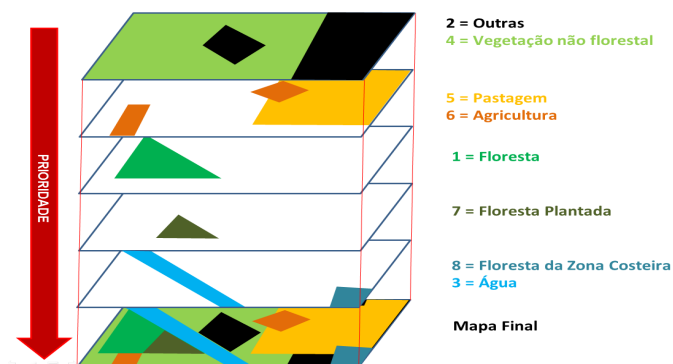 2 = Outras
4 = Vegetação não florestal
5 = Pastagem
6 = Agricultura
PRIORIDADE
1 = Floresta
7 = Floresta Plantada
8 = Floresta da Zona Costeira
3 = Água
Mapa Final